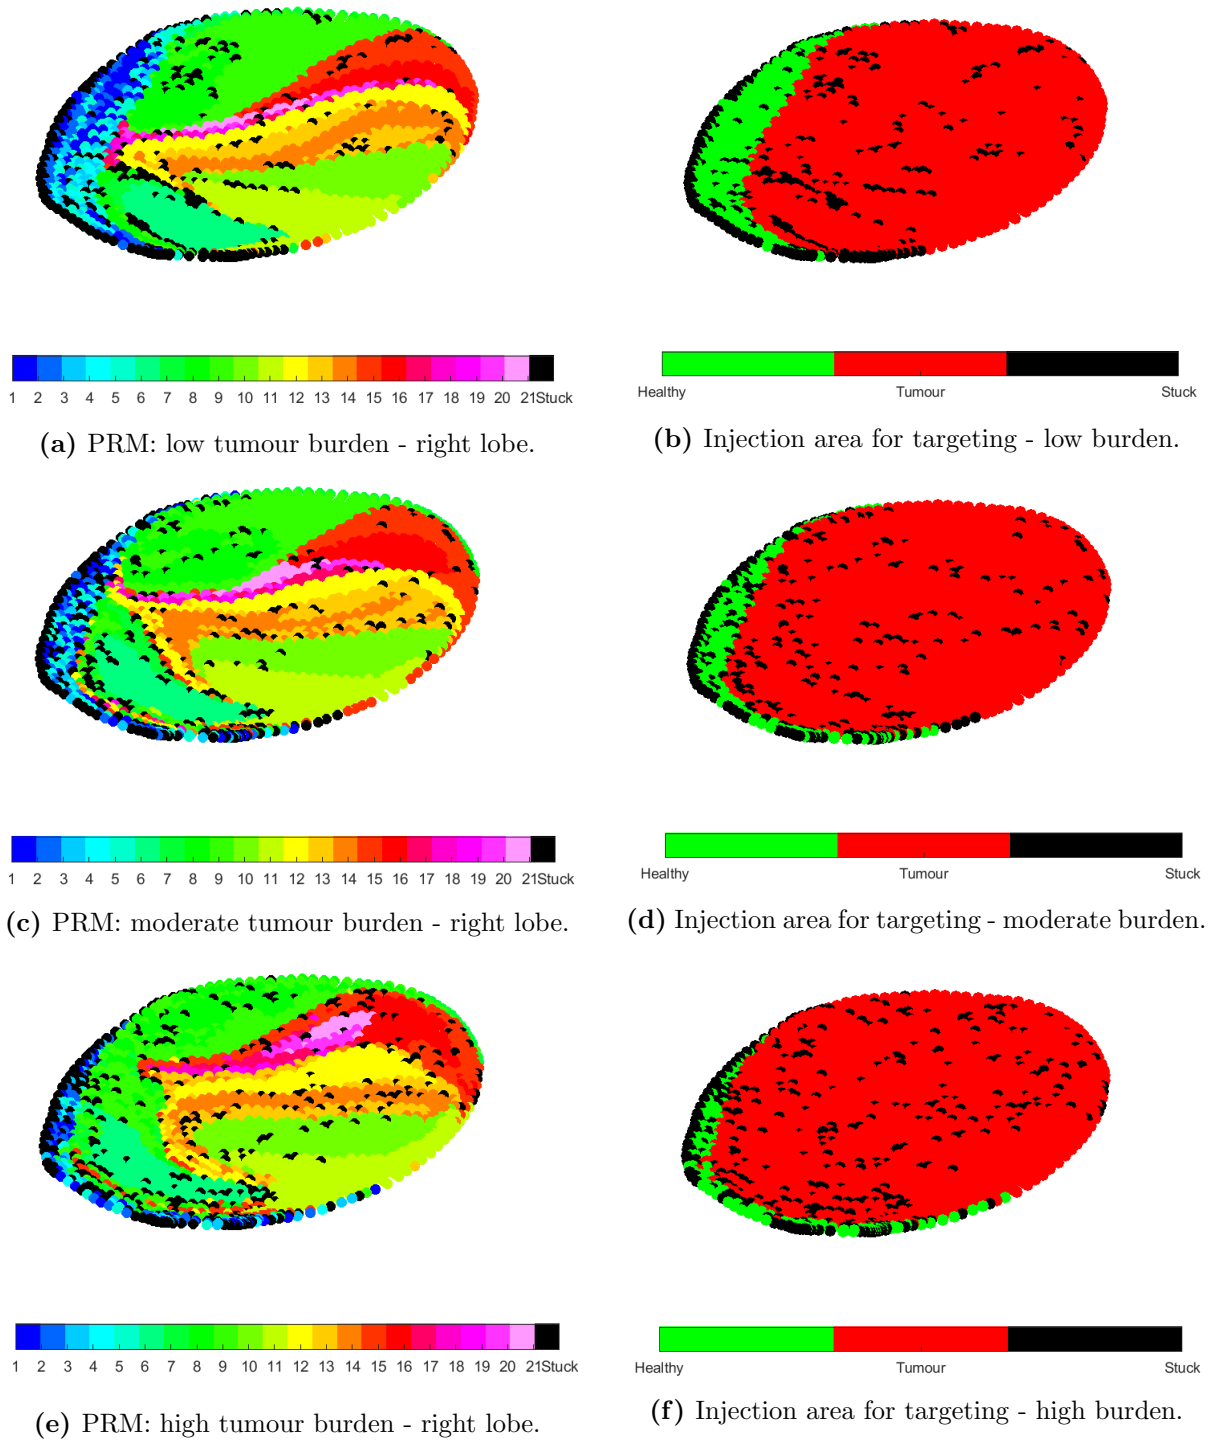 1 2 3 4 5 6 7 8 9 10 11 12 13 14 15 16 17 18 19 20 21Stuck
Healthy Tumour Stuck
(a) PRM: low tumour burden - right lobe.
(b) Injection area for targeting - low burden.
1 2 3 4 5 6 7 8 9 10 11 12 13 14 15 16 17 18 19 20 21Stuck
Healthy Tumour Stuck
(c) PRM: moderate tumour burden - right lobe.
(d) Injection area for targeting - moderate burden.
1 2 3 4 5 6 7 8 9 10 11 12 13 14 15 16 17 18 19 20 21Stuck
Healthy Tumour Stuck
(e) PRM: high tumour burden - right lobe.
(f) Injection area for targeting - high burden.